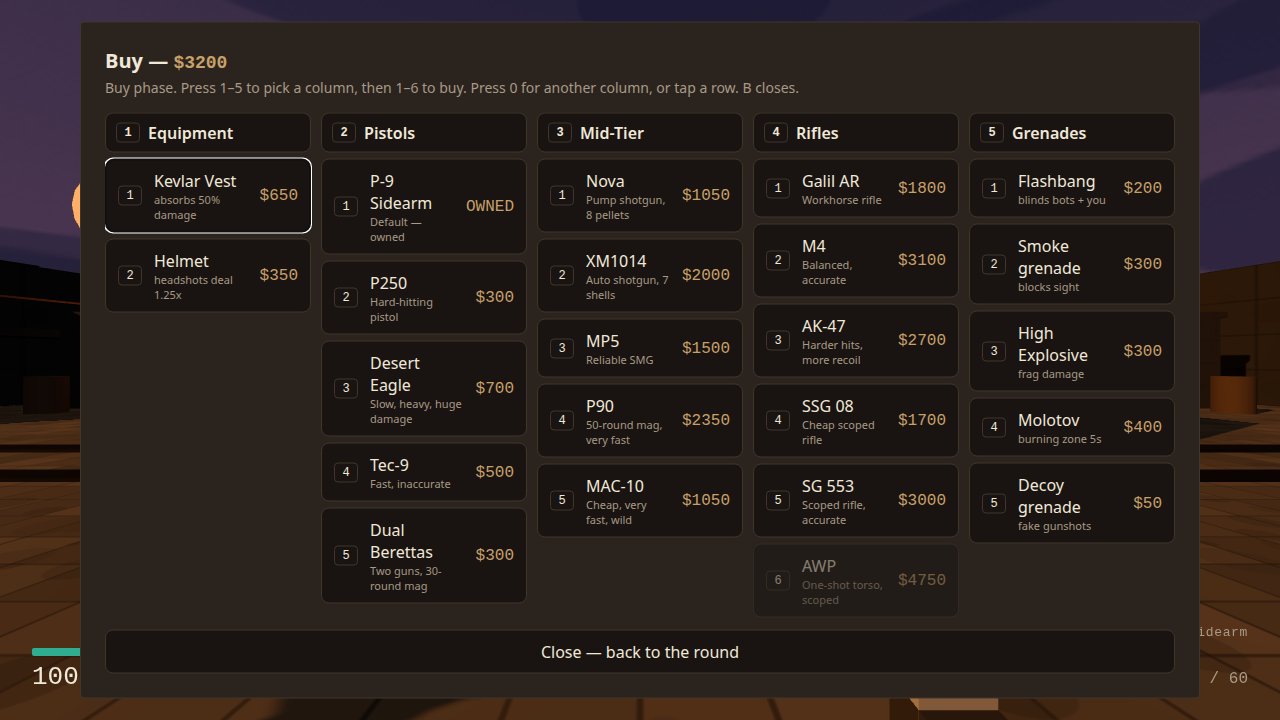 Buy — $3200
Buy phase. Press 1–5 to pick a column, then 1–6 to buy. Press 0 for another column, or tap a row. B closes.
1 Equipment
1 Kevlar Vest $650
absorbs 50%
damage
2 Helmet $350
headshots deal
1.25x
2 Pistols
1 P-9
Sidearm OWNED
Default —
owned
2 P250 $300
Hard-hitting
pistol
3 Desert
Eagle $700
Slow, heavy, huge
damage
4 Tec-9 $500
Fast, inaccurate
5 Dual
Berettas $300
Two guns, 30-
round mag
3 Mid-Tier
1 Nova $1050
Pump shotgun,
8 pellets
2 XM1014 $2000
Auto shotgun, 7
shells
3 MP5 $1500
Reliable SMG
4 P90 $2350
50-round mag,
very fast
5 MAC-10 $1050
Cheap, very
fast, wild
4 Rifles
1 Galil AR $1800
Workhorse rifle
2 M4 $3100
Balanced,
accurate
3 AK-47 $2700
Harder hits,
more recoil
4 SSG 08 $1700
Cheap scoped
rifle
5 SG 553 $3000
Scoped rifle,
accurate
6 AWP $4750
One-shot torso,
scoped
5 Grenades
1 Flashbang $200
blinds bots + you
2 Smoke
grenade $300
blocks sight
3 High
Explosive $300
frag damage
4 Molotov $400
burning zone 5s
5 Decoy
grenade $50
fake gunshots
Close — back to the round
idearm
100
/ 60